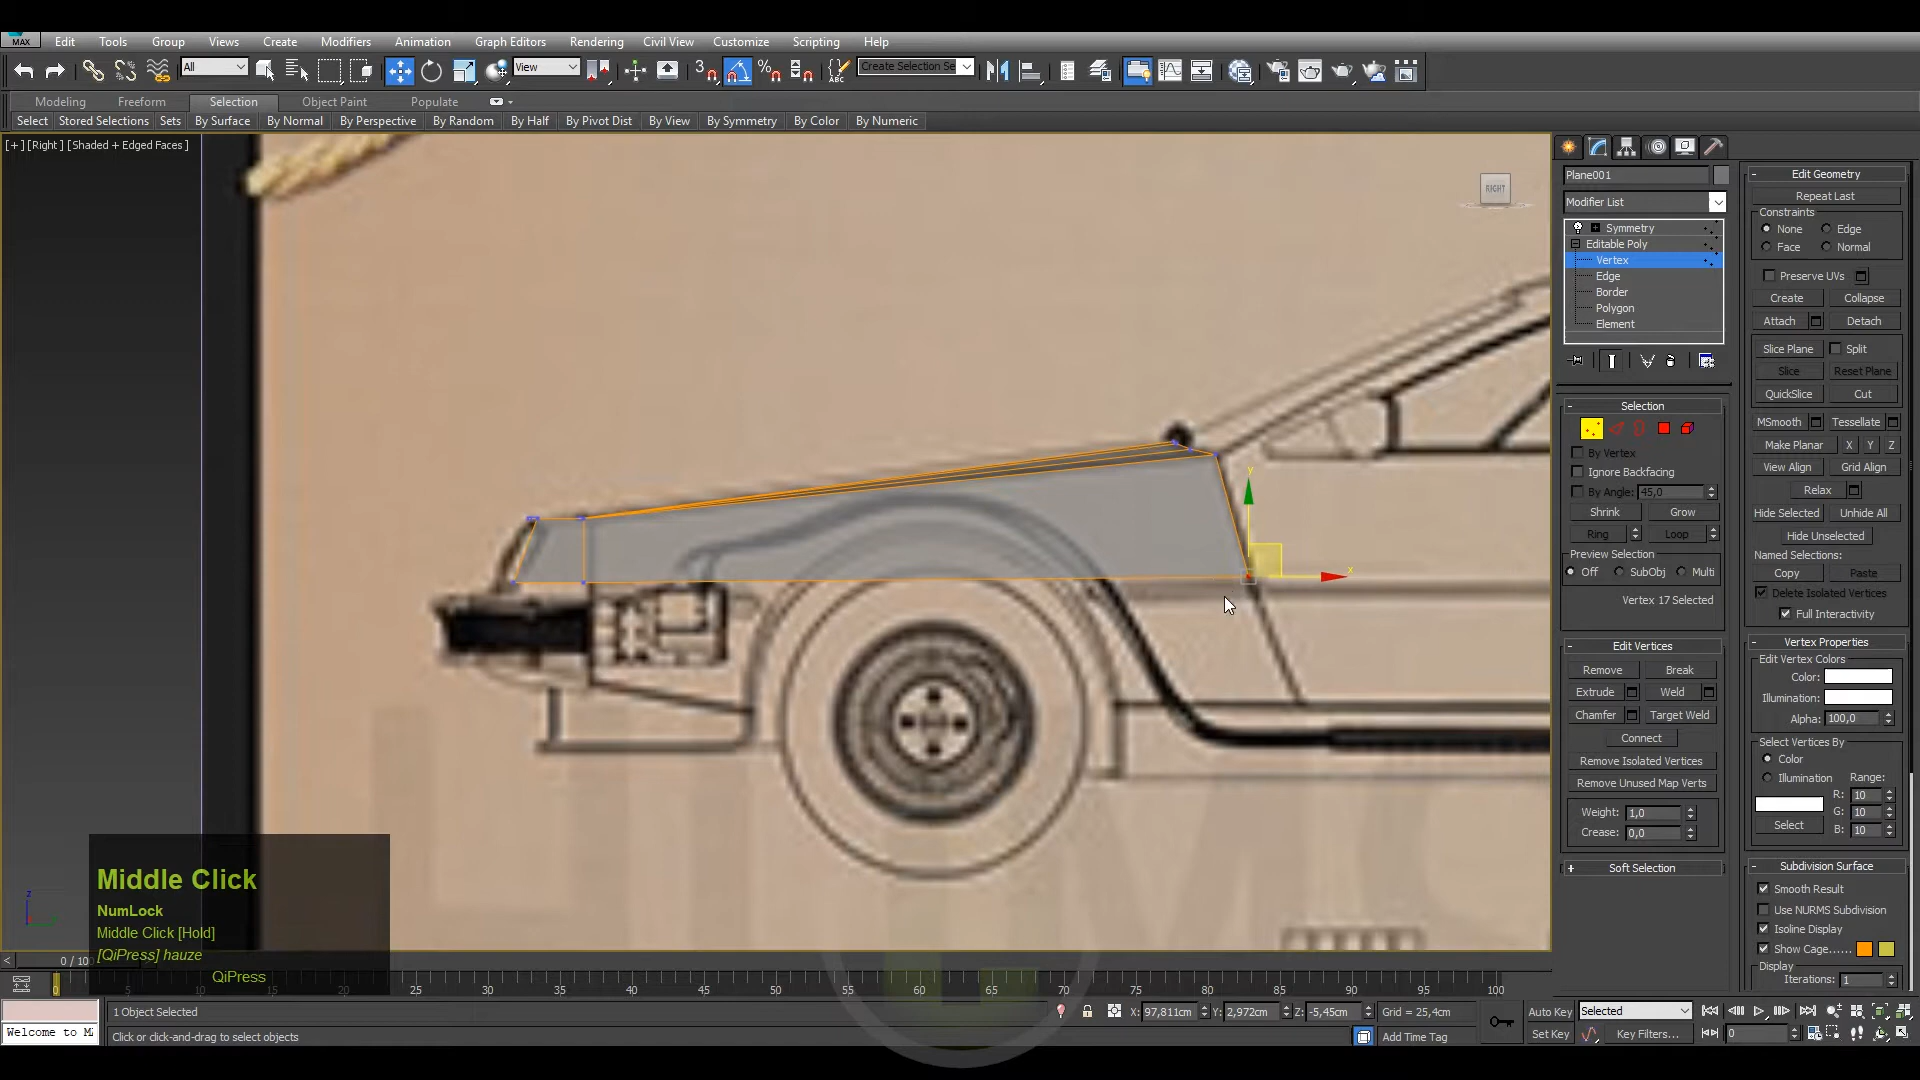 MAX Edit Tools Group Views Create Modifiers Animation Graph Editors Rendering Civil View Customize Scripting Help
All View 3 % ABC Create Selection Se
Modeling Freeform Selection Object Paint Populate
Select Stored Selections Sets By Surface By Normal By Perspective By Random By Half By Pivot Dist By View By Symmetry By Color By Numeric
[+] [Right] [Shaded + Edged Faces]
RIGHT
y
x
z
Plane001
Modifier List
Symmetry
Editable Poly
Vertex
Edge
Border
Polygon
Element
Selection
By Vertex
Ignore Backfacing
By Angle: 45,0
Shrink Grow
Ring Loop
Preview Selection
Off SubObj Multi
Vertex 17 Selected
Edit Vertices
Remove Break
Extrude Weld
Chamfer Target Weld
Connect
Remove Isolated Vertices
Remove Unused Map Verts
Weight: 1,0
Crease: 0,0
Soft Selection
Edit Geometry
Repeat Last
Constraints
None Edge
Face Normal
Preserve UVs
Create Collapse
Attach Detach
Slice Plane Split
Slice Reset Plane
QuickSlice Cut
MSmooth Tessellate
Make Planar X Y Z
View Align Grid Align
Relax
Hide Selected Unhide All
Hide Unselected
Named Selections:
Copy Paste
Delete Isolated Vertices
Full Interactivity
Vertex Properties
Edit Vertex Colors
Color:
Illumination:
Alpha: 100,0
Select Vertices By
Color
Illumination Range:
R: 10
G: 10
B: 10
Select
Subdivision Surface
Smooth Result
Use NURMS Subdivision
Isoline Display
Show Cage......
Display
Iterations: 1
Middle Click
NumLock
Middle Click [Hold]
[QiPress] hauze
QiPress
< 0 / 100
0 5 10 15 20 25 30 35 40 45 50 55 60 65 70 75 80 85 90 95 100
1 Object Selected X: 97,811cm Y: 2,972cm Z: -5,45cm Grid = 25,4cm Auto Key Selected
Welcome to M Click or click-and-drag to select objects Add Time Tag Set Key Key Filters... 0